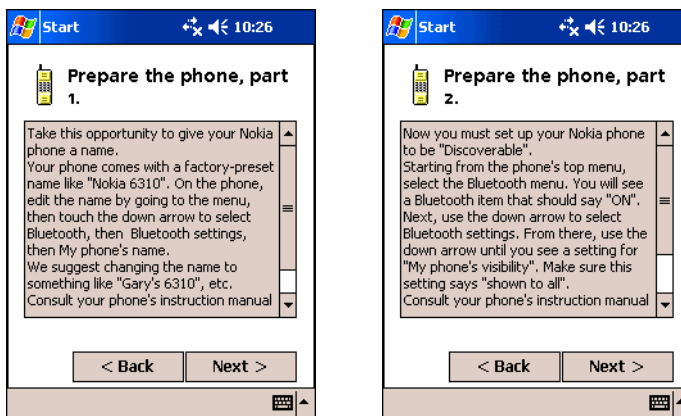 Start 10:26
Prepare the phone, part
1.
Take this opportunity to give your Nokia
phone a name.
Your phone comes with a factory-preset
name like "Nokia 6310". On the phone,
edit the name by going to the menu,
then touch the down arrow to select
Bluetooth, then  Bluetooth settings,
then My phone's name.
We suggest changing the name to
something like "Gary's 6310", etc.
Consult your phone's instruction manual
< Back Next >
Start 10:26
Prepare the phone, part
2.
Now you must set up your Nokia phone
to be "Discoverable".
Starting from the phone's top menu,
select the Bluetooth menu. You will see
a Bluetooth item that should say "ON".
Next, use the down arrow to select
Bluetooth settings. From there, use the
down arrow until you see a setting for
"My phone's visibility". Make sure this
setting says "shown to all".
Consult your phone's instruction manual
< Back Next >